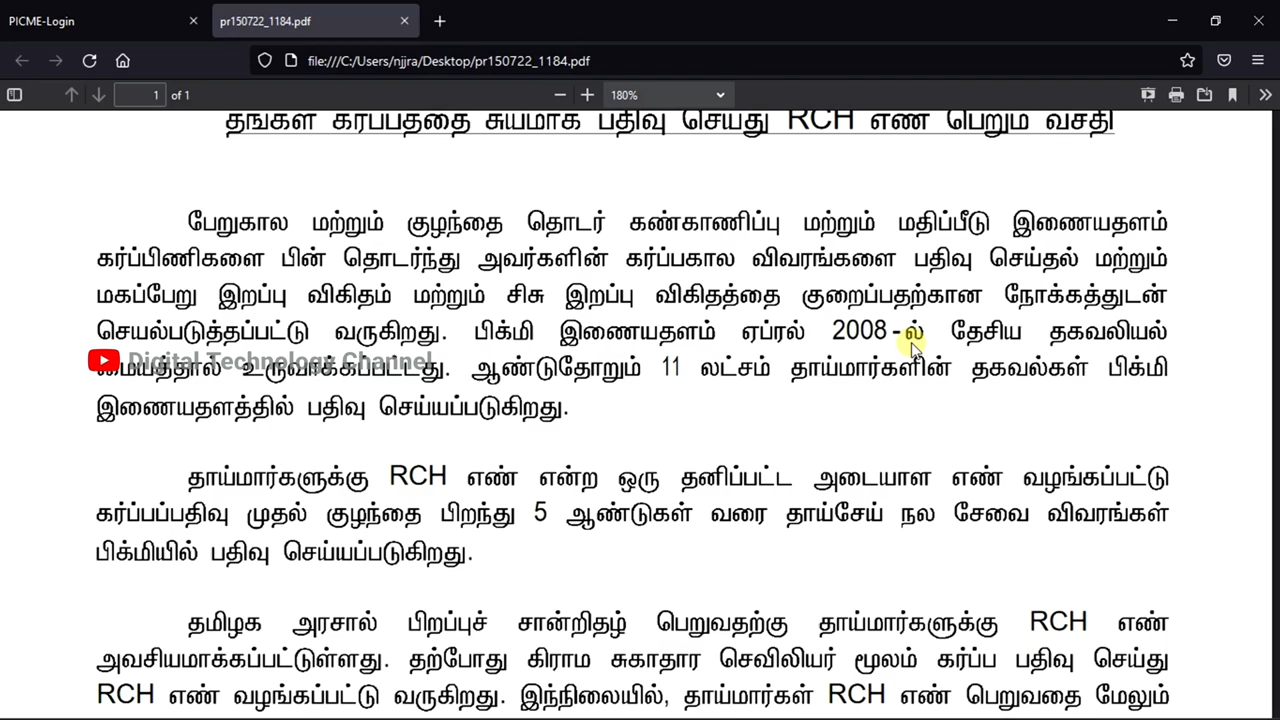 PICME-Login
pr150722_1184.pdf
file:///C:/Users/njjra/Desktop/pr150722_1184.pdf
1 of 1
180%
தங்கள் கர்ப்பத்தை சுயமாக பதிவு செய்து RCH எண் பெறும் வசதி
பேறுகால மற்றும் குழந்தை தொடர் கண்காணிப்பு மற்றும் மதிப்பீடு இணையதளம்
கர்ப்பிணிகளை பின் தொடர்ந்து அவர்களின் கர்ப்பகால விவரங்களை பதிவு செய்தல் மற்றும்
மகப்பேறு இறப்பு விகிதம் மற்றும் சிசு இறப்பு விகிதத்தை குறைப்பதற்கான நோக்கத்துடன்
செயல்படுத்தப்பட்டு வருகிறது. பிக்மி இணையதளம் ஏப்ரல் 2008-ல் தேசிய தகவலியல்
Digital Technology Channel
மையத்தால் உருவாக்கப்பட்டது. ஆண்டுதோறும் 11 லட்சம் தாய்மார்களின் தகவல்கள் பிக்மி
இணையதளத்தில் பதிவு செய்யப்படுகிறது.
தாய்மார்களுக்கு RCH எண் என்ற ஒரு தனிப்பட்ட அடையாள எண் வழங்கப்பட்டு
கர்ப்பப்பதிவு முதல் குழந்தை பிறந்து 5 ஆண்டுகள் வரை தாய்சேய் நல சேவை விவரங்கள்
பிக்மியில் பதிவு செய்யப்படுகிறது.
தமிழக அரசால் பிறப்புச் சான்றிதழ் பெறுவதற்கு தாய்மார்களுக்கு RCH எண்
அவசியமாக்கப்பட்டுள்ளது. தற்போது கிராம சுகாதார செவிலியர் மூலம் கர்ப்ப பதிவு செய்து
RCH எண் வழங்கப்பட்டு வருகிறது. இந்நிலையில், தாய்மார்கள் RCH எண் பெறுவதை மேலும்